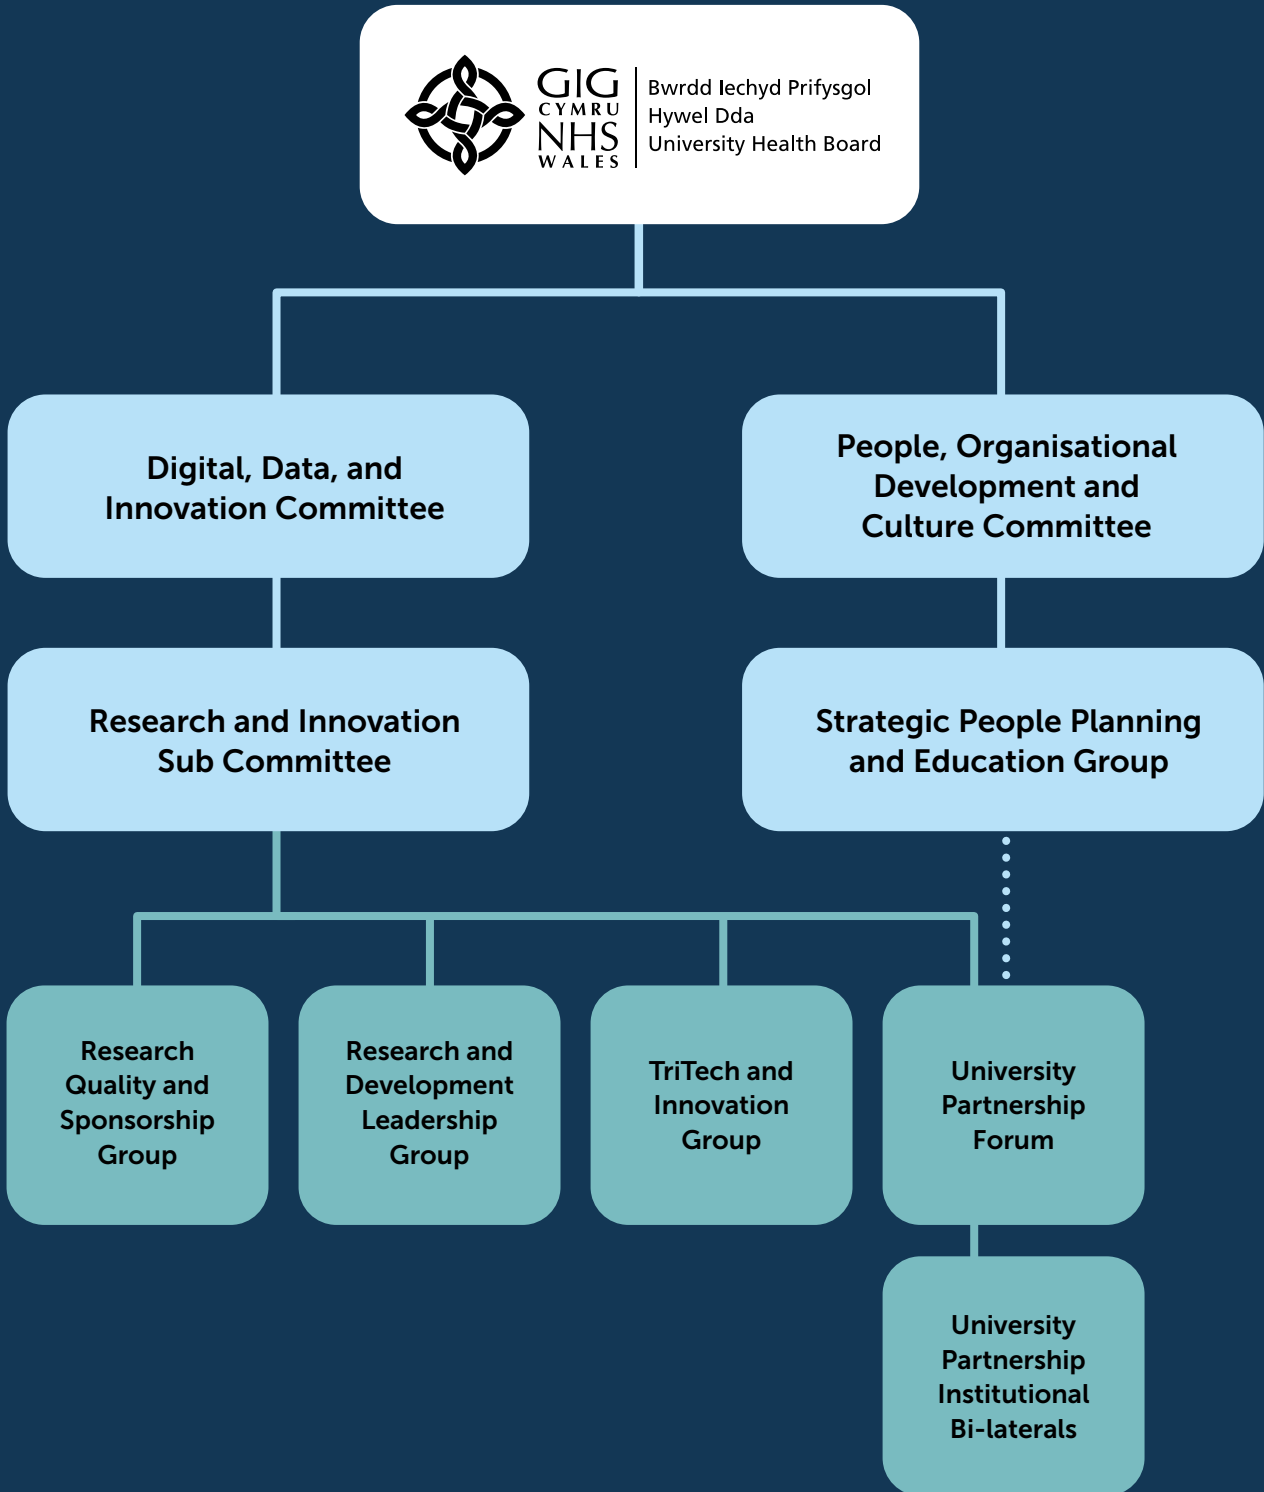 GIG
CYMRU
NHS
WALES
Bwrdd Iechyd Prifysgol
Hywel Dda
University Health Board
Digital, Data, and
Innovation Committee
People, Organisational
Development and
Culture Committee
Research and Innovation
Sub Committee
Strategic People Planning
and Education Group
Research
Quality and
Sponsorship
Group
Research and
Development
Leadership
Group
TriTech and
Innovation
Group
University
Partnership
Forum
University
Partnership
Institutional
Bi-laterals